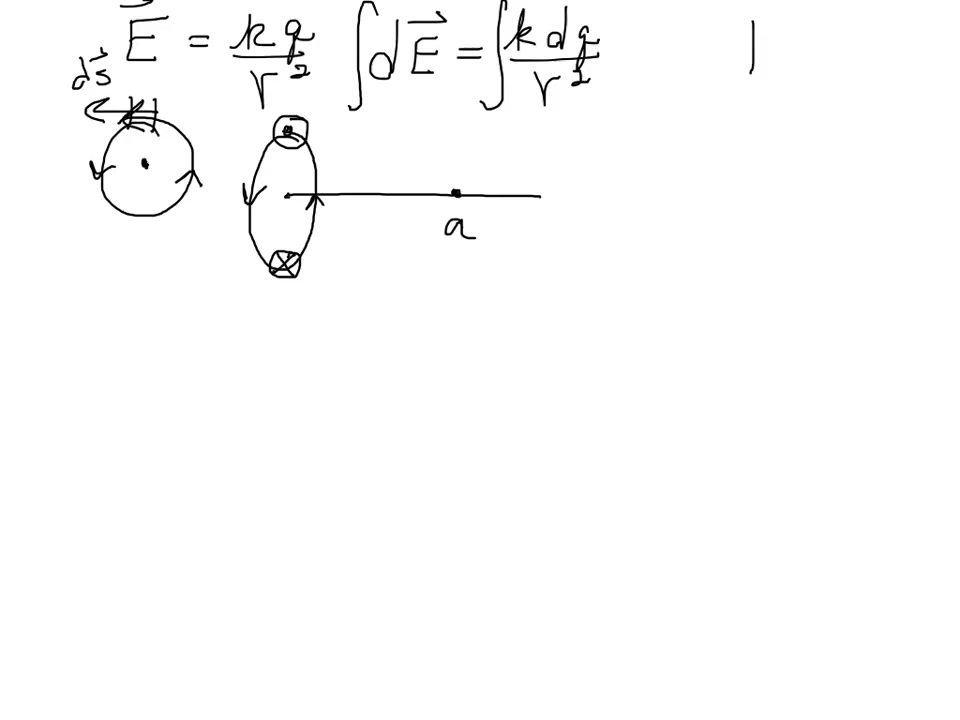 E⃗ = kq/r² ∫dE⃗ = ∫kdq/r²
ds⃗
a